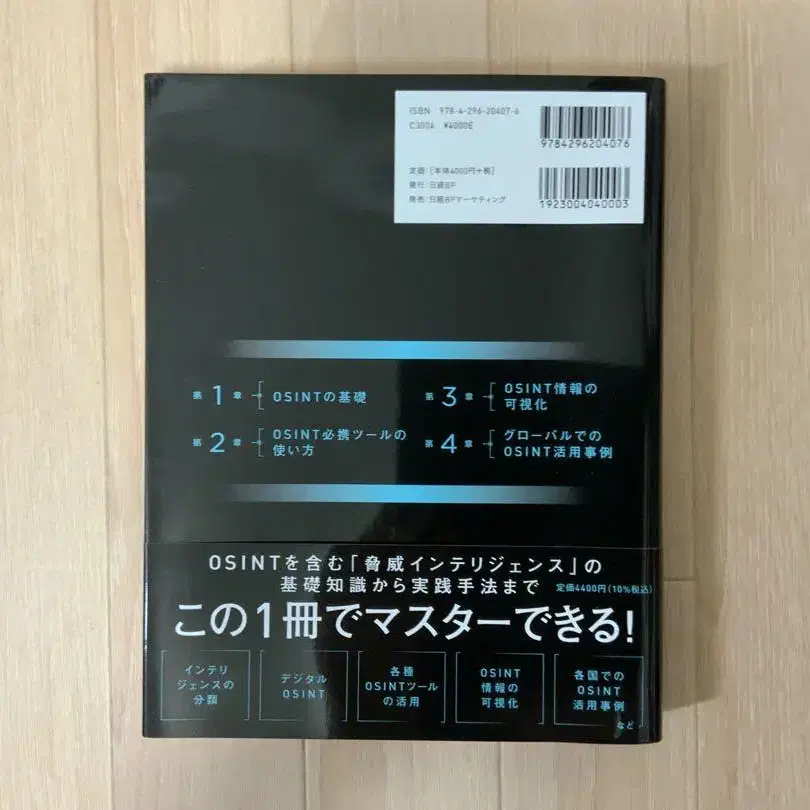 ISBN 978-4-296-20407-6
C3004 ¥4000E
9784296204076
定価:[本体4000円+税]
発行:日経BP
発売:日経BPマーケティング
1923004040003
第1章 OSINTの基礎
第2章 OSINT必携ツールの
使い方
第3章 OSINT情報の
可視化
第4章 グローバルでの
OSINT活用事例
OSINTを含む「脅威インテリジェンス」の
基礎知識から実践手法まで
定価4400円(10%税込)
この1冊でマスターできる!
インテリ
ジェンスの
分類
デジタル
OSINT
各種
OSINTツール
の活用
OSINT
情報の
可視化
各国での
OSINT
活用事例
など